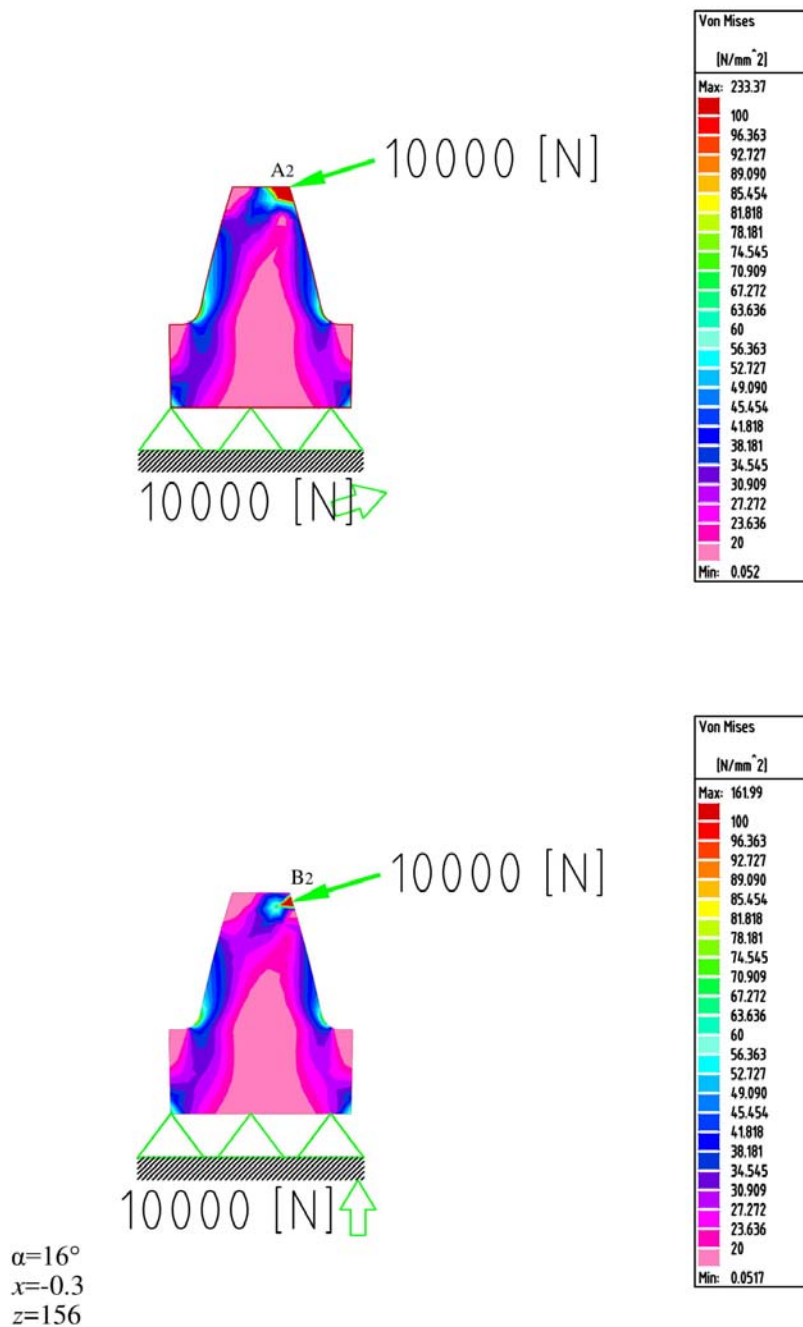 Von Mises
[N/mm^2]
Max: 233.37
100
96.363
92.727
89.090
85.454
81.818
78.181
74.545
70.909
67.272
63.636
60
56.363
52.727
49.090
45.454
41.818
38.181
34.545
30.909
27.272
23.636
20
Min: 0.052
A2
10000 [N]
10000 [N]
Von Mises
[N/mm^2]
Max: 161.99
100
96.363
92.727
89.090
85.454
81.818
78.181
74.545
70.909
67.272
63.636
60
56.363
52.727
49.090
45.454
41.818
38.181
34.545
30.909
27.272
23.636
20
Min: 0.0517
B2
10000 [N]
10000 [N]
α=16°
x=-0.3
z=156